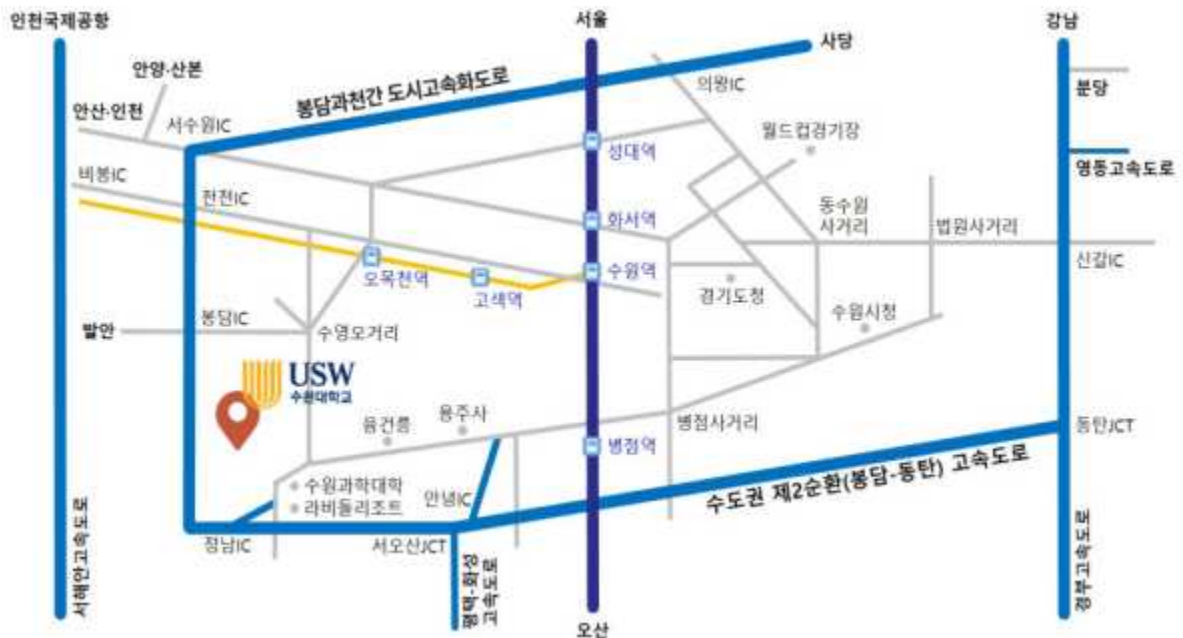 인천국제공항
서울
강남
사당
안양·산본
봉담과천간 도시고속화도로
의왕IC
분당
안산·인천
서수원IC
월드컵경기장
성대역
영동고속도로
비봉IC
천천IC
화서역
동수원
사거리
법원사거리
신갈IC
오목천역
고색역
수원역
경기도청
수원시청
발안
봉담IC
수영오거리
USW
수원대학교
융건릉
용주사
병점사거리
병점역
동탄JCT
수도권 제2순환(봉담-동탄) 고속도로
수원과학대학
라비돌리조트
안녕IC
정남IC
서오산JCT
평택-화성
고속도로
서해안고속도로
경부고속도로
오산